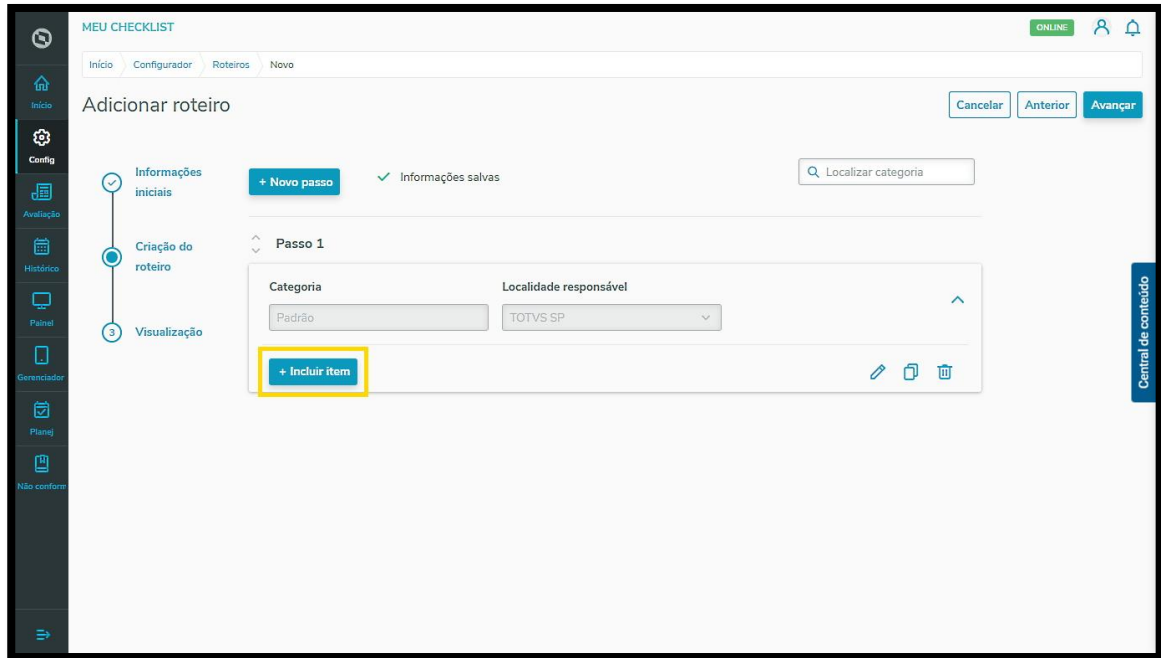 MEU CHECKLIST
ONLINE
Início Configurador Roteiros Novo
Adicionar roteiro
Cancelar Anterior Avançar
Início
Config
Avaliação
Histórico
Painel
Gerenciador
Planej
Não conform
Informações
iniciais
Criação do
roteiro
3 Visualização
+ Novo passo
Informações salvas
Localizar categoria
Passo 1
Categoria Localidade responsável
Padrão TOTVS SP
+ Incluir item
Central de conteúdo